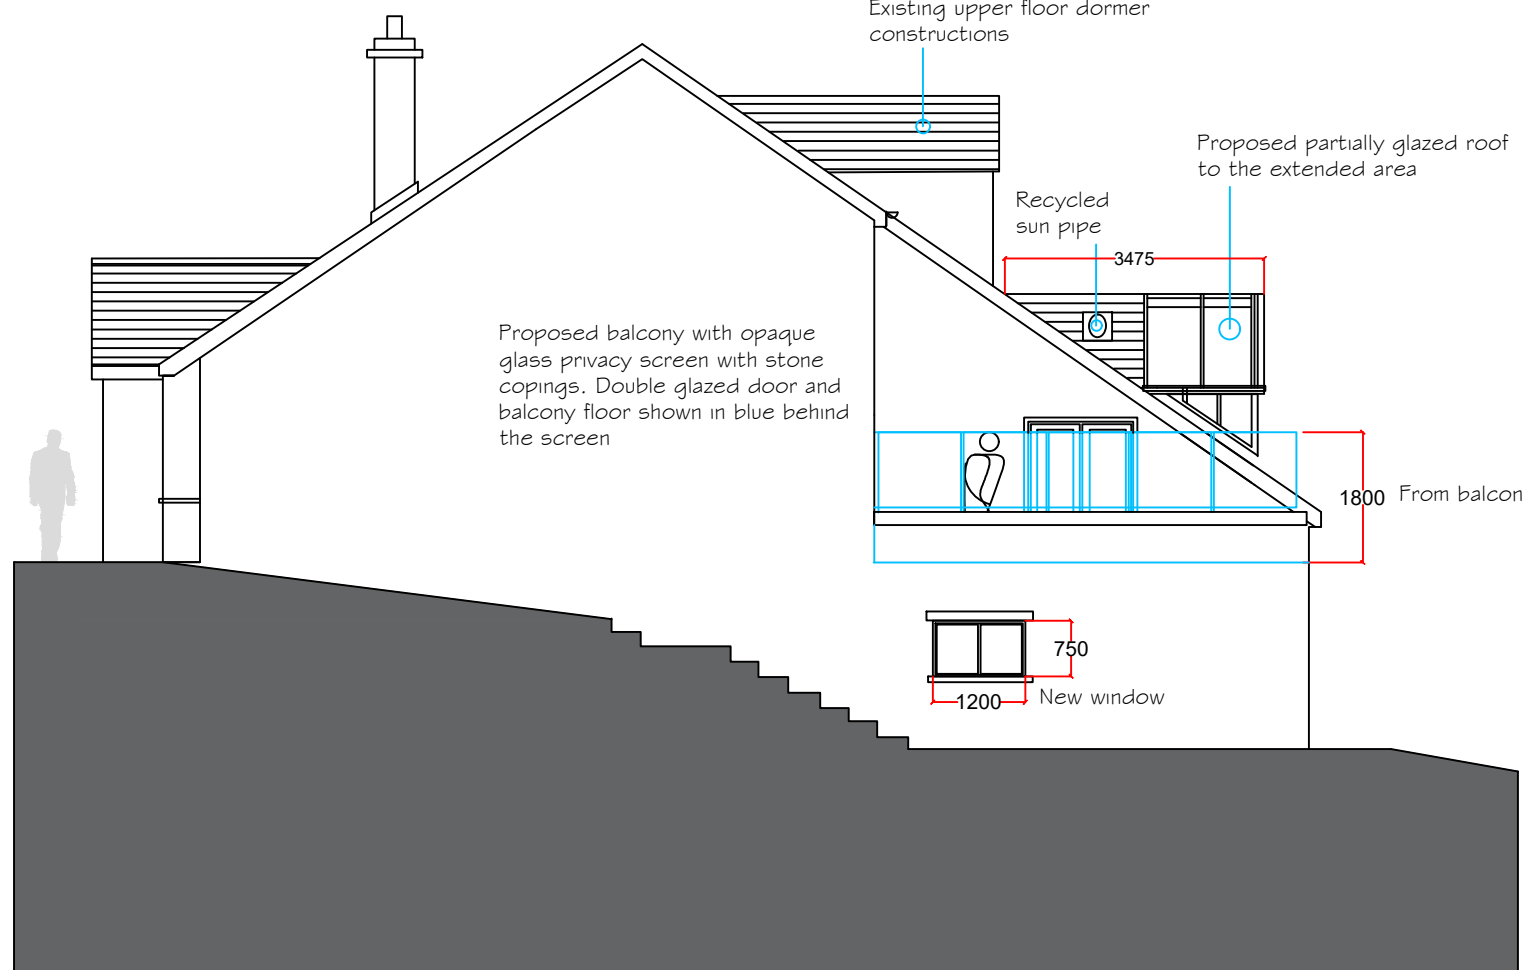 Existing upper floor dormer
constructions
Proposed partially glazed roof
to the extended area
Recycled
sun pipe
3475
Proposed balcony with opaque
glass privacy screen with stone
copings. Double glazed door and
balcony floor shown in blue behind
the screen
1800 From balcon
750
1200
New window